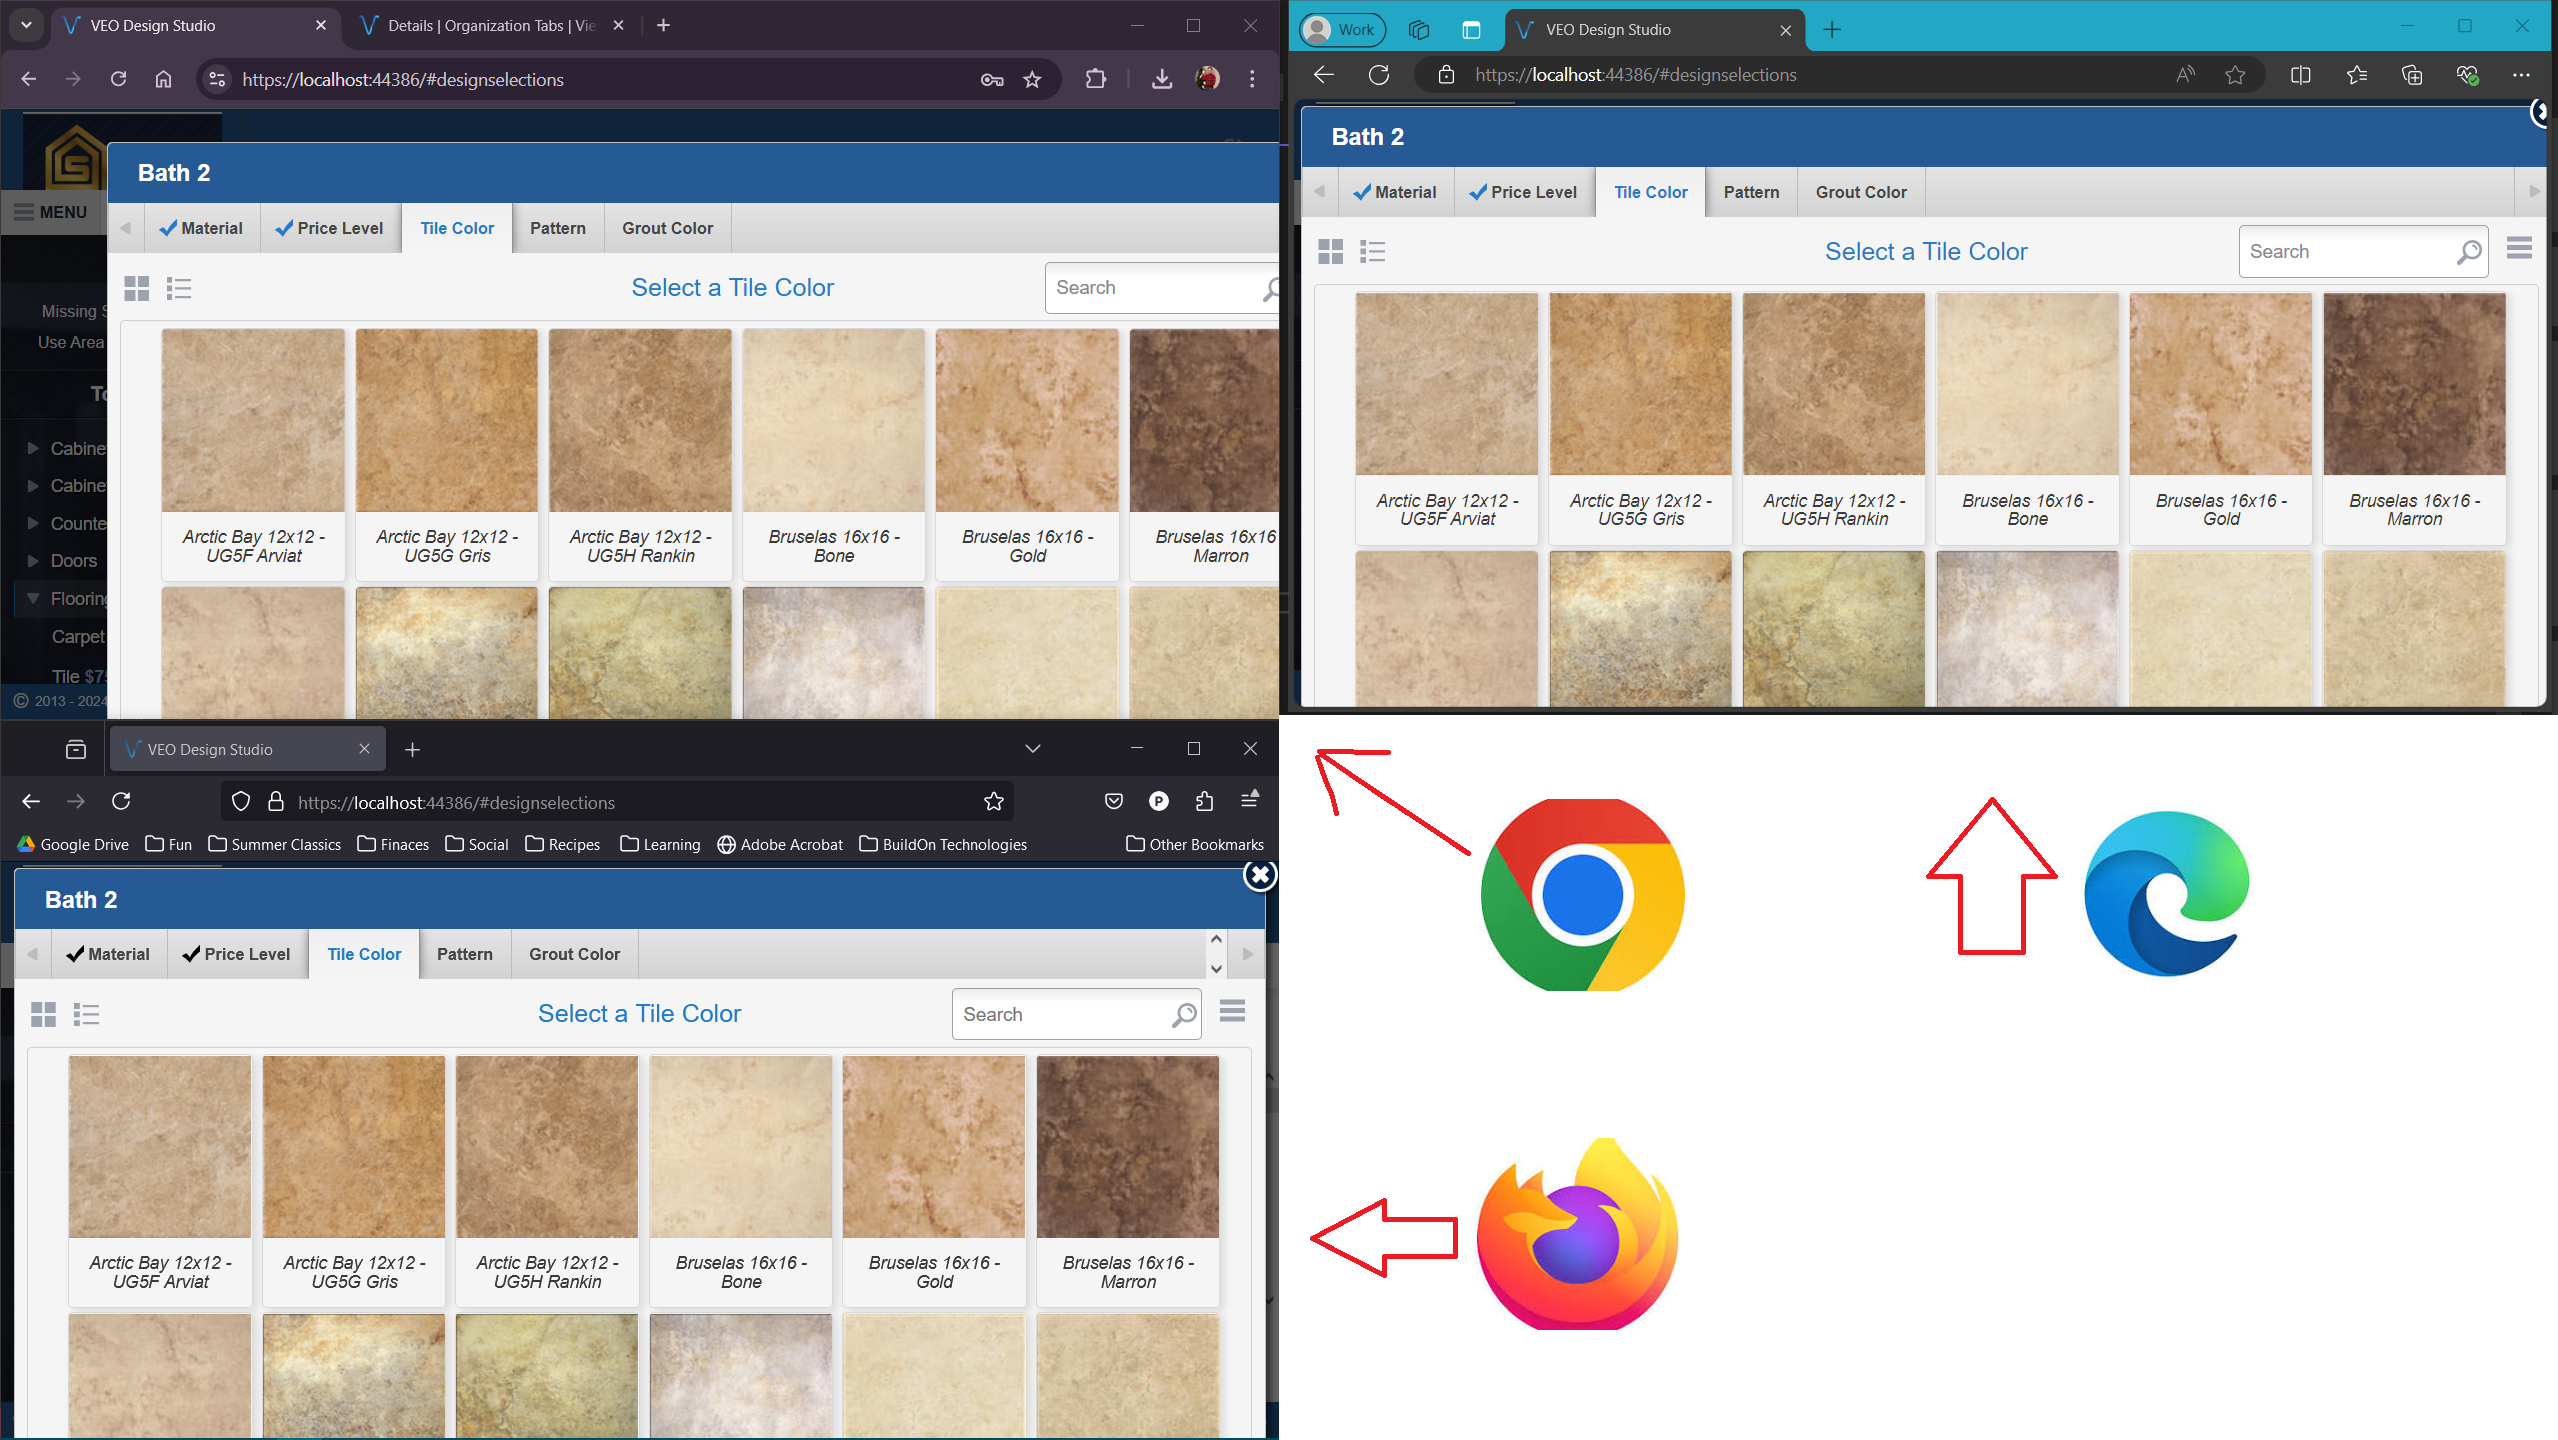 VEO Design Studio
Details | Organization Tabs | Vie
https://localhost:44386/#designselections
MENU
Missing S
Use Area
To
Cabine
Cabine
Counte
Doors
Flooring
Carpet
Tile $75
© 2013 - 2024
Bath 2
Material
Price Level
Tile Color
Pattern
Grout Color
Select a Tile Color
Search
Arctic Bay 12x12 -
UG5F Arviat
Arctic Bay 12x12 -
UG5G Gris
Arctic Bay 12x12 -
UG5H Rankin
Bruselas 16x16 -
Bone
Bruselas 16x16 -
Gold
Bruselas 16x16
Marron
Work
VEO Design Studio
https://localhost:44386/#designselections
Bath 2
Material
Price Level
Tile Color
Pattern
Grout Color
Select a Tile Color
Search
Arctic Bay 12x12 -
UG5F Arviat
Arctic Bay 12x12 -
UG5G Gris
Arctic Bay 12x12 -
UG5H Rankin
Bruselas 16x16 -
Bone
Bruselas 16x16 -
Gold
Bruselas 16x16 -
Marron
VEO Design Studio
https://localhost:44386/#designselections
Google Drive
Fun
Summer Classics
Finaces
Social
Recipes
Learning
Adobe Acrobat
BuildOn Technologies
Other Bookmarks
Bath 2
Material
Price Level
Tile Color
Pattern
Grout Color
Select a Tile Color
Search
Arctic Bay 12x12 -
UG5F Arviat
Arctic Bay 12x12 -
UG5G Gris
Arctic Bay 12x12 -
UG5H Rankin
Bruselas 16x16 -
Bone
Bruselas 16x16 -
Gold
Bruselas 16x16 -
Marron